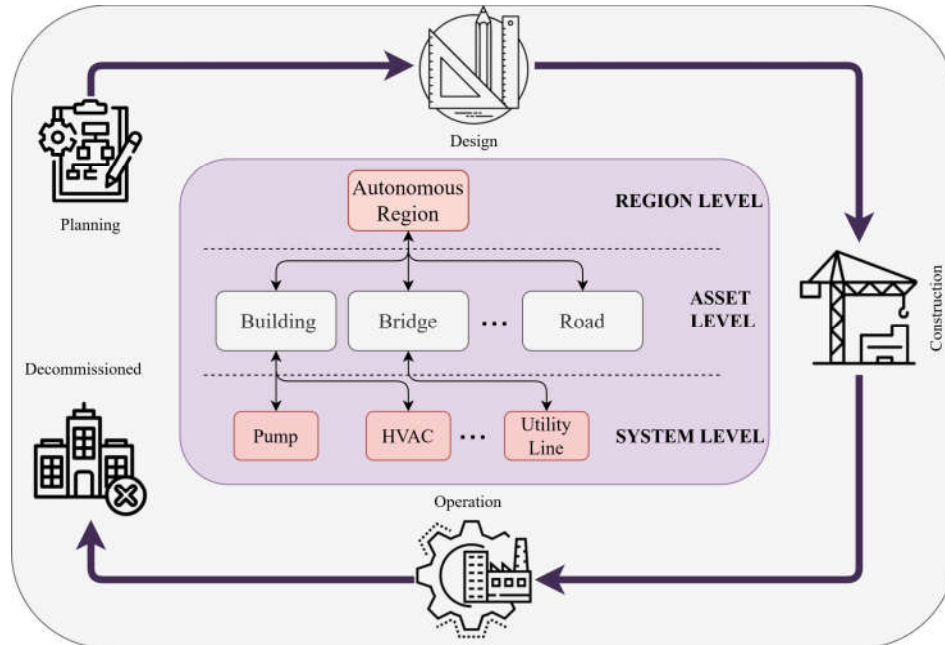 Design
Planning
Autonomous
Region
REGION LEVEL
Building
Bridge
...
Road
ASSET
LEVEL
Construction
Decommissioned
Pump
HVAC
...
Utility
Line
SYSTEM LEVEL
Operation